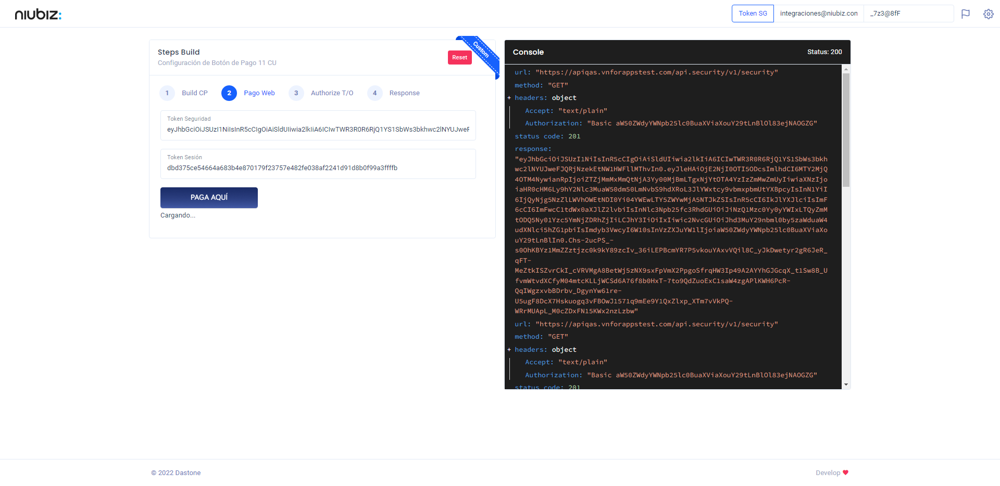 niubiz:
Token SG
integraciones@niubiz.con
_7z3@8fF
Steps Build
Configuración de Botón de Pago 11 CU
Reset
Custom
1 Build CP
2 Pago Web
3 Authorize T/O
4 Response
Token Seguridad
eyJhbGciOiJSUzI1NiIsInR5cCIgOiAiSldUIiwia2lkIiA6ICIwTWR3R0R6RjQ1YS1SbWs3bkhwc2lNYUJweF
Token Sesión
dbd375ce54664a683b4e870179f23757e482fe038af2241d91d8b0f99a3ffffb
PAGA AQUÍ
Cargando...
Console
Status: 200
url: "https://apiqas.vnforappstest.com/api.security/v1/security"
method: "GET"
+ headers: object
Accept: "text/plain"
Authorization: "Basic aW50ZWdyYWNpb25lc0BuaXViaXouY29tLnBlOl83ejNAOGZG"
status code: 201
response:
"eyJhbGciOiJSUzI1NiIsInR5cCIgOiAiSldUIiwia2lkIiA6ICIwTWR3R0R6RjQ1YS1SbWs3bkh
wc2lNYUJweFJQRjNzekEtNW1HWFllMThvIn0.eyJleHAiOjE2NjI0OTI5ODcsImlhdCI6MTY2MjQ
4OTM4NywianRpIjoiZTZjMmMxMmQtNjA3Yy00MjBmLTgxNjYtOTA4YzIzZmMwZmUyIiwiaXNzIjo
iaHR0cHM6Ly9hY2Nlc3MuaW50dm50LmNvbS9hdXRoL3JlYWxtcy9vbmxpbmUtYXBpcyIsInN1YiI
6IjQyNjg5NzZlLWVhOWEtNDI0Yi04YWEwLTY5ZWYwMjA5NTJkZSIsInR5cCI6IkJlYXJlciIsImF
6cCI6ImFwcC1tdWx0aXJlZ2lvbiIsInNlc3Npb25fc3RhdGUiOiJiNzQ1Mzc0Yy0yYWIxLTQyZmM
tODQ5Ny01Yzc5YmNjZDRhZjIiLCJhY3IiOiIxIiwic2NvcGUiOiJhd3MuY29nbml0by5zaWduaW4
udXNlci5hZG1pbiIsImdyb3VwcyI6W10sInVzZXJuYW1lIjoiaW50ZWdyYWNpb25lc0BuaXViaXo
uY29tLnBlIn0.Chs-2ucPS_-
s0OhKBYz1MmZZztjzc0k9kY89zcIv_36iLEPBcmYR7P5vkouYAxvVQil8C_yJkDwetyr2gR6JeR_
qFT-
MeZtkISZvrCkI_cVRVMgA8BetWj5zNX9sxFpVmX2PpgoSfrqHW3Ip49A2AYYhGJGcqX_t1Sw8B_U
fvmWtvdXCfyM04mtcKLLjWCSd6A76f8b0HxT-7to9QdZuoExC1saW4zgAPlKWH6PcR-
QqIWgzxvbBDrbv_DgynYw61re-
U5ugF8DcX7Hskuogq3vFBOwJ1571q9mEe9Y1QxZlxp_XTm7vVkPQ-
WRrMUApL_M0cZDxFN15KWx2nzLzbw"
url: "https://apiqas.vnforappstest.com/api.security/v1/security"
method: "GET"
+ headers: object
Accept: "text/plain"
Authorization: "Basic aW50ZWdyYWNpb25lc0BuaXViaXouY29tLnBlOl83ejNAOGZG"
status code: 201
© 2022 Dastone
Develop